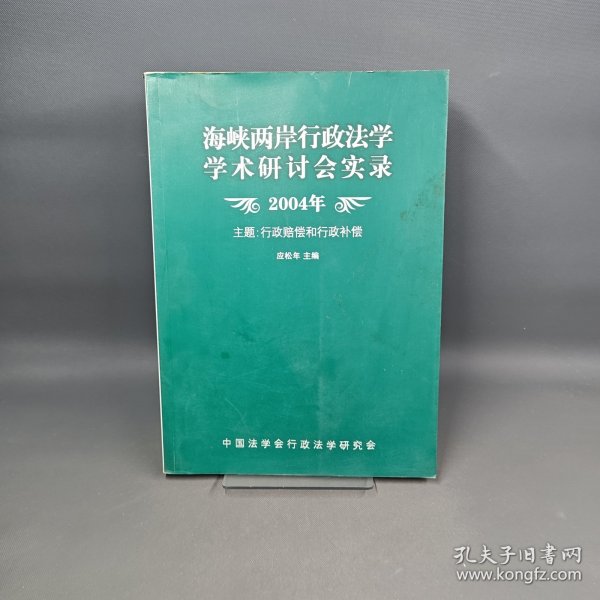 海峡两岸行政法学
学术研讨会实录
2004年
主题:行政赔偿和行政补偿
应松年 主编
中国法学会行政法学研究会
孔夫子旧书网
www.kongfz.com